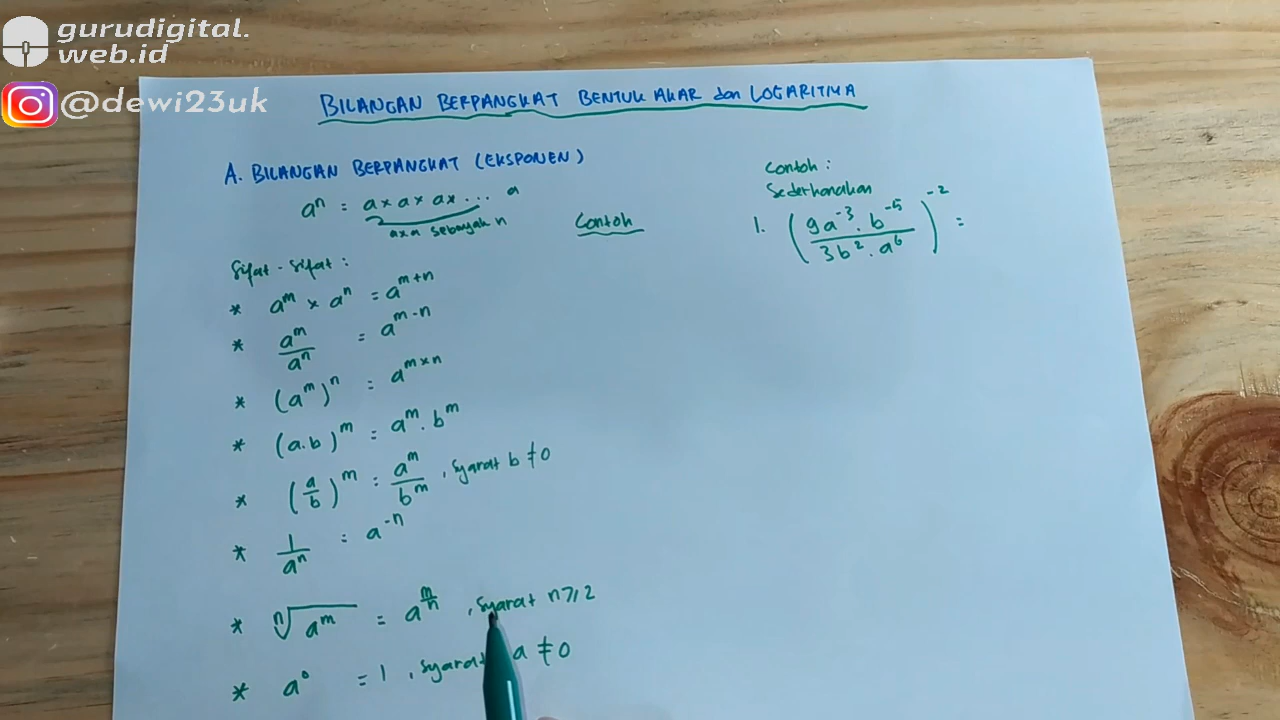 gurudigital.
web.id
@dewi23uk
BILANGAN BERPANGKAT BENTUK AKAR dan LOGARITMA
A. BILANGAN BERPANGKAT (EKSPONEN)
aⁿ = a x a x a x ... a
axa sebanyak n
Contoh
Sifat-Sifat :
* aᵐ x aⁿ = aᵐ⁺ⁿ
* aᵐ/aⁿ = aᵐ⁻ⁿ
* (aᵐ)ⁿ = aᵐˣⁿ
* (a.b)ᵐ = aᵐ . bᵐ
* (a/b)ᵐ = aᵐ/bᵐ , syarat b ≠ 0
* 1/aⁿ = a⁻ⁿ
* ⁿ√aᵐ = a^(m/n) , syarat n ≥ 2
* a⁰ = 1 , syarat a ≠ 0
Contoh :
Sederhanakan
1. (9a⁻³ . b⁻⁵ / 3b² . a⁶)⁻² =